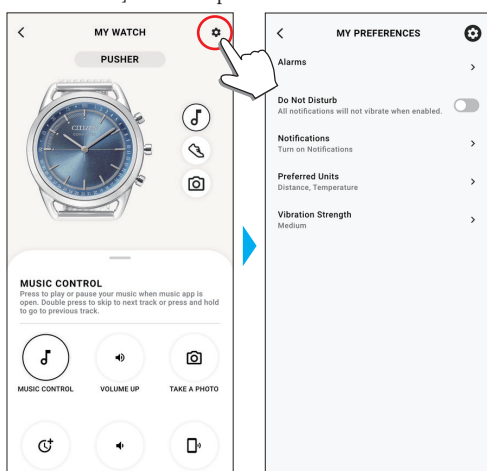 MY WATCH
PUSHER
CITIZEN
MUSIC CONTROL
Press to play or pause your music when music app is
open. Double press to skip to next track or press and hold
to go to previous track.
MUSIC CONTROL
VOLUME UP
TAKE A PHOTO
MY PREFERENCES
Alarms
Do Not Disturb
All notifications will not vibrate when enabled.
Notifications
Turn on Notifications
Preferred Units
Distance, Temperature
Vibration Strength
Medium